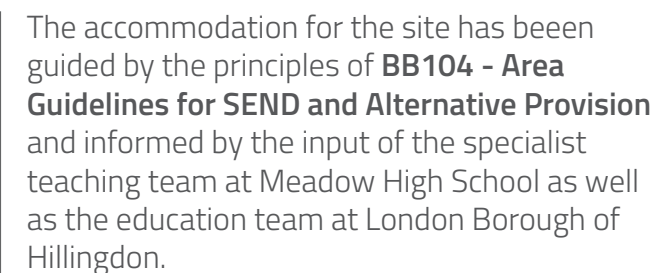 The accommodation for the site has beeen
guided by the principles of BB104 - Area
Guidelines for SEND and Alternative Provision
and informed by the input of the specialist
teaching team at Meadow High School as well
as the education team at London Borough of
Hillingdon.